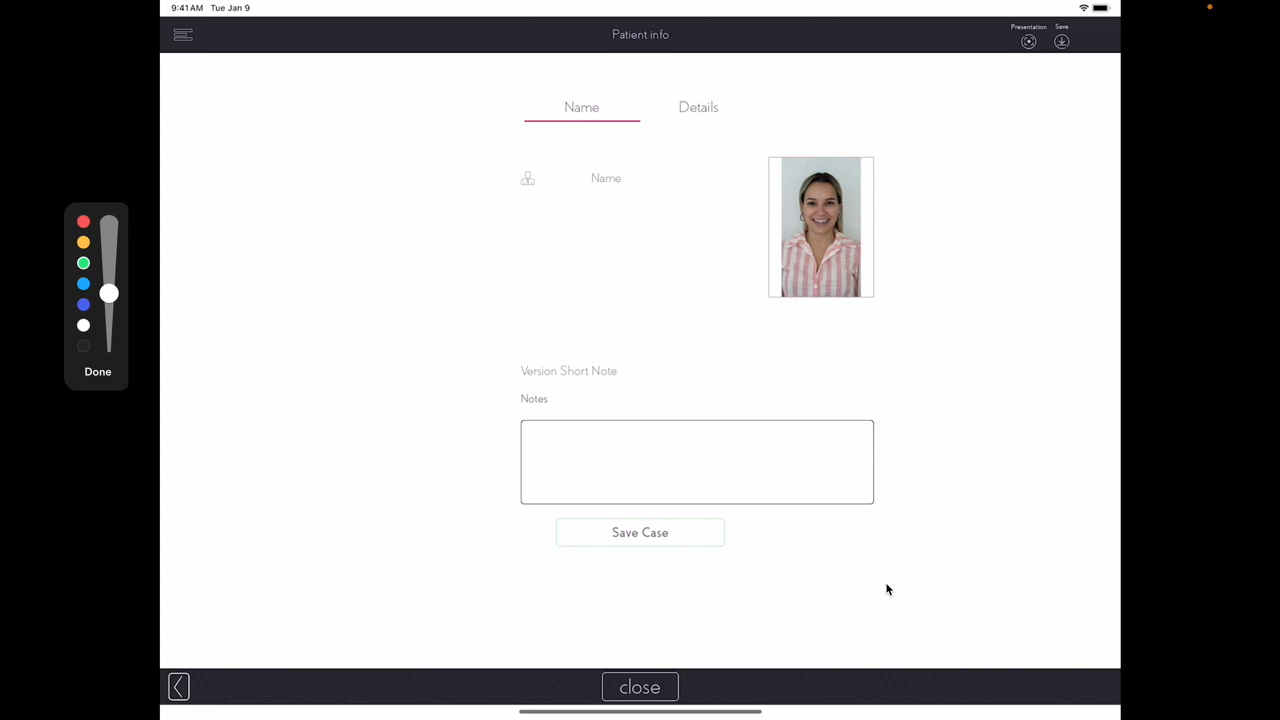 9:41 AM Tue Jan 9
Patient info
Presentation Save
Name Details
Name
Done
Version Short Note
Notes
Save Case
close